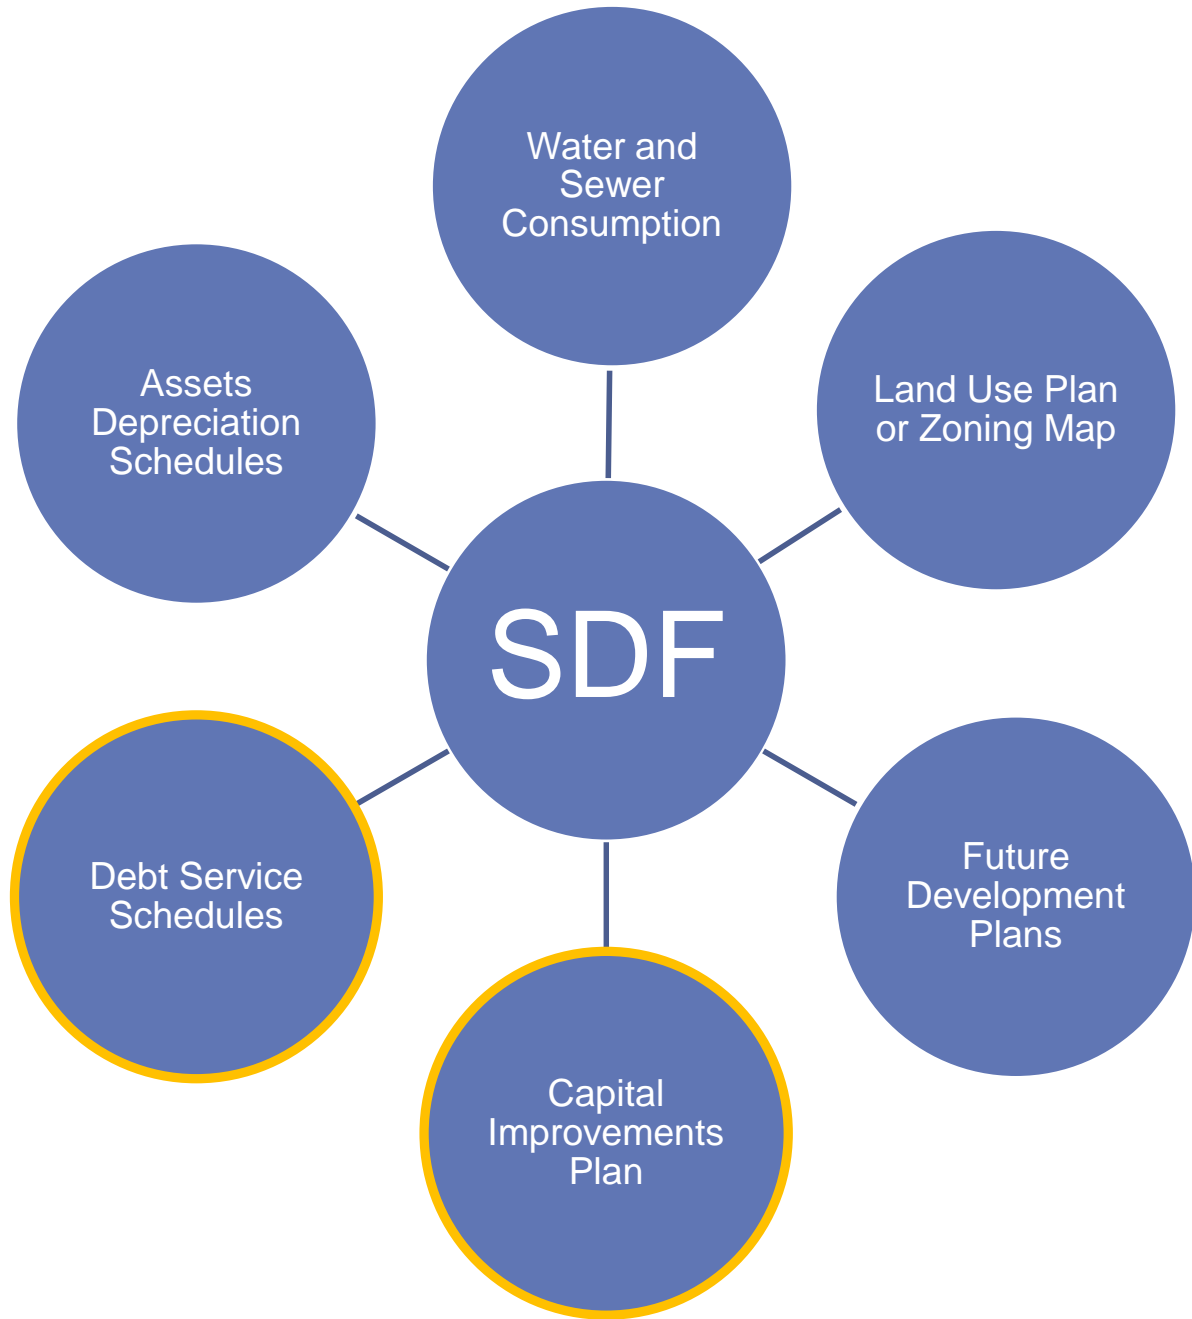 Water and
Sewer
Consumption
Assets
Depreciation
Schedules
Land Use Plan
or Zoning Map
SDF
Debt Service
Schedules
Future
Development
Plans
Capital
Improvements
Plan